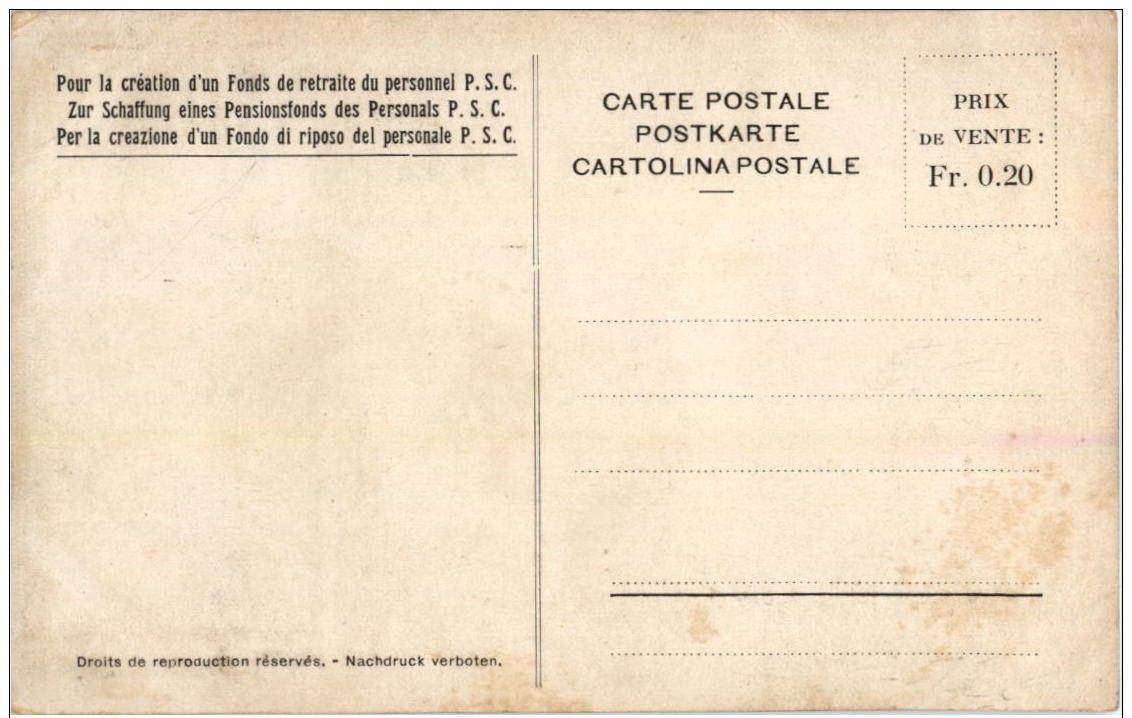 Pour la création d'un Fonds de retraite du personnel P. S. C.
Zur Schaffung eines Pensionsfonds des Personals P. S. C.
Per la creazione d'un Fondo di riposo del personale P. S. C.
CARTE POSTALE
POSTKARTE
CARTOLINA POSTALE
PRIX
DE VENTE :
Fr. 0.20
Droits de reproduction réservés. - Nachdruck verboten.